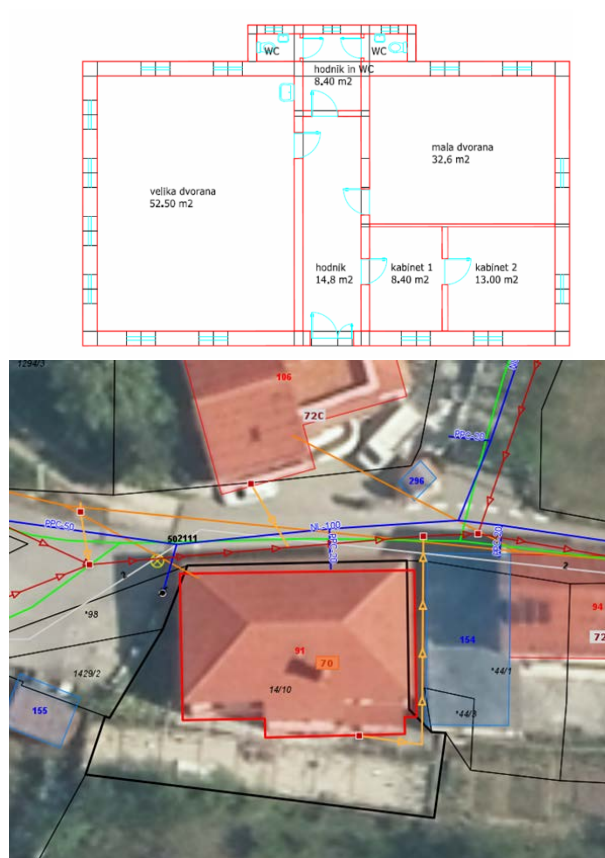 WC
WC
hodnik in WC
8.40 m2
mala dvorana
32,6 m2
velika dvorana
52.50 m2
hodnik
14,8 m2
kabinet 1
8.40 m2
kabinet 2
13.00 m2
1294/3
106
72C
PPC-20
296
PPC-50
NL-100
502111
2
*98
94
91
70
154
72
1429/2
14/10
*44/1
155
*44/3